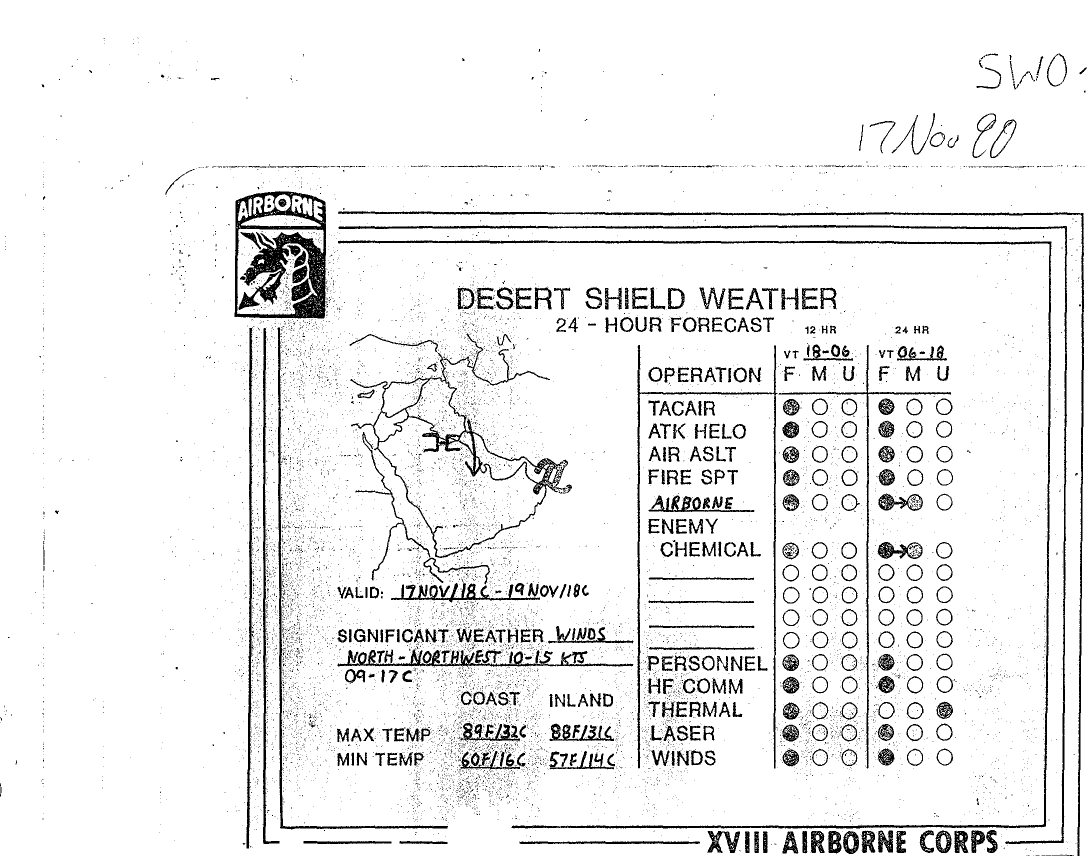 SWO
17 Nov 90
AIRBORNE
DESERT SHIELD WEATHER
24 - HOUR FORECAST
12 HR 24 HR
VT 18-06 VT 06-18
OPERATION F M U F M U
TACAIR
ATK HELO
AIR ASLT
FIRE SPT
AIRBORNE
ENEMY
CHEMICAL
VALID: 17NOV/18C - 19NOV/18C
SIGNIFICANT WEATHER WINDS
NORTH - NORTHWEST 10-15 KTS
09-17C
COAST INLAND
MAX TEMP 89F/32C 88F/31C
MIN TEMP 60F/16C 57F/14C
PERSONNEL
HF COMM
THERMAL
LASER
WINDS
XVIII AIRBORNE CORPS